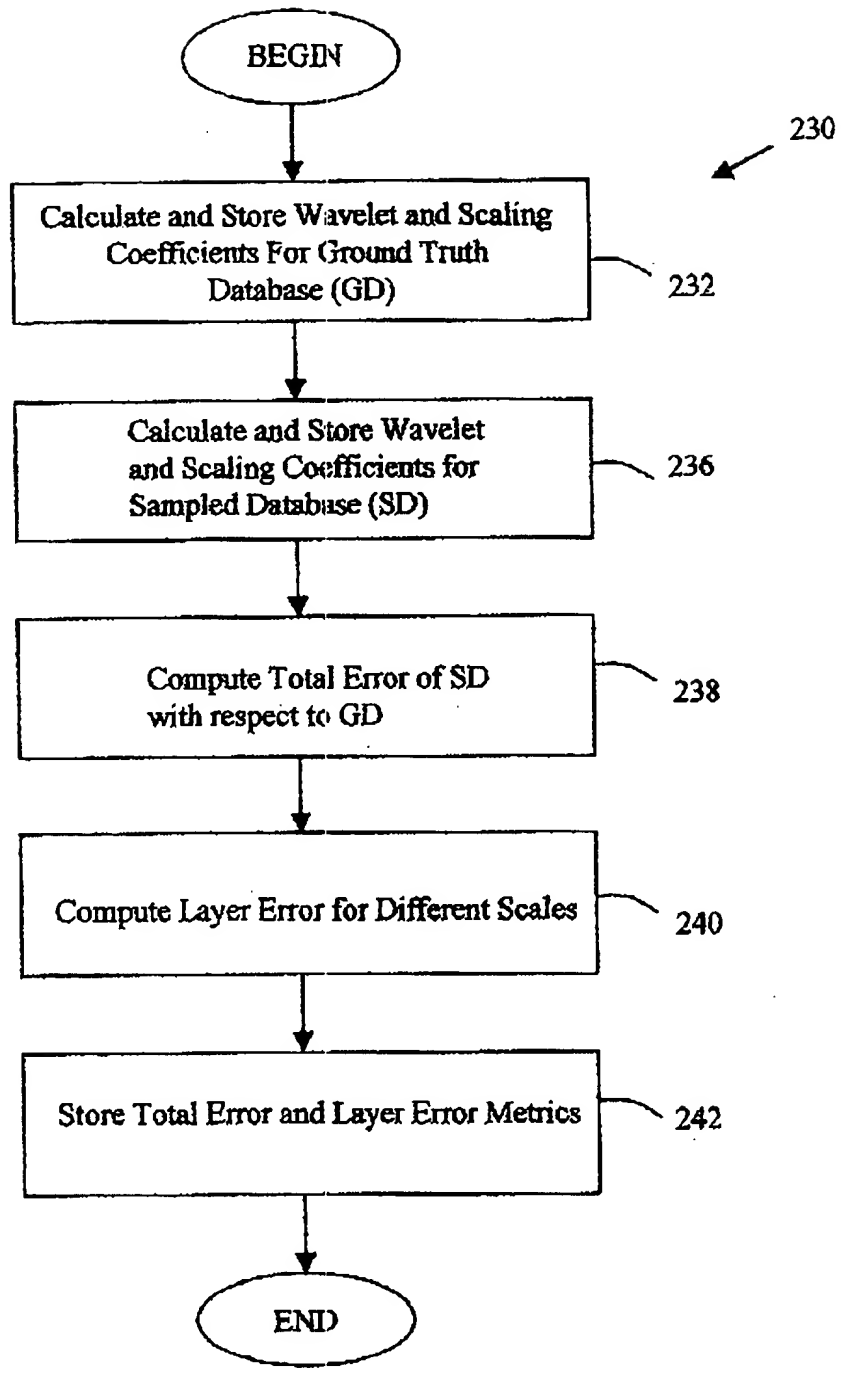 BEGIN
230
Calculate and Store Wavelet and Scaling
Coefficients For Ground Truth
Database (GD)
232
Calculate and Store Wavelet
and Scaling Coefficients for
Sampled Database (SD)
236
Compute Total Error of SD
with respect to GD
238
Compute Layer Error for Different Scales
240
Store Total Error and Layer Error Metrics
242
END